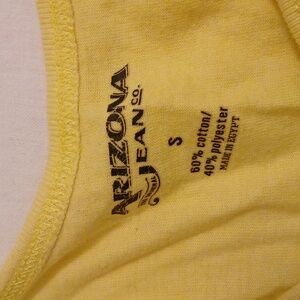 ARIZONA
JEAN CO.
S
60% cotton/
40% polyester
MADE IN EGYPT